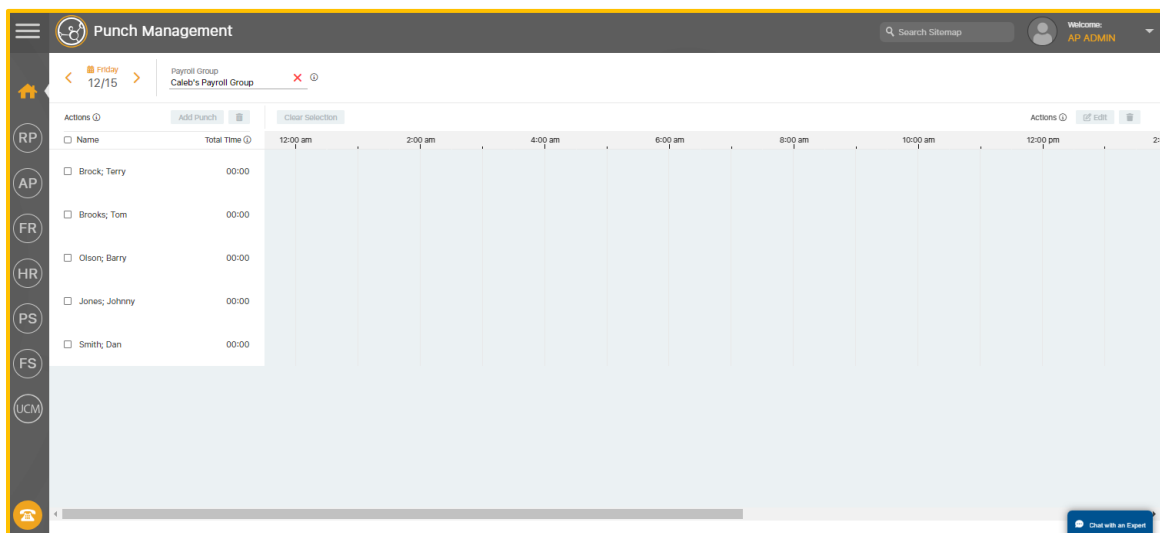 Punch Management
Search Sitemap
Welcome:
AP ADMIN
Friday
12/15
Payroll Group
Caleb's Payroll Group
Actions
Add Punch
Clear Selection
Actions
Edit
Name
Total Time
12:00 am
2:00 am
4:00 am
6:00 am
8:00 am
10:00 am
12:00 pm
2:
RP
AP
FR
HR
PS
FS
UCM
Brock; Terry 00:00
Brooks; Tom 00:00
Olson; Barry 00:00
Jones; Johnny 00:00
Smith; Dan 00:00
Chat with an Expert